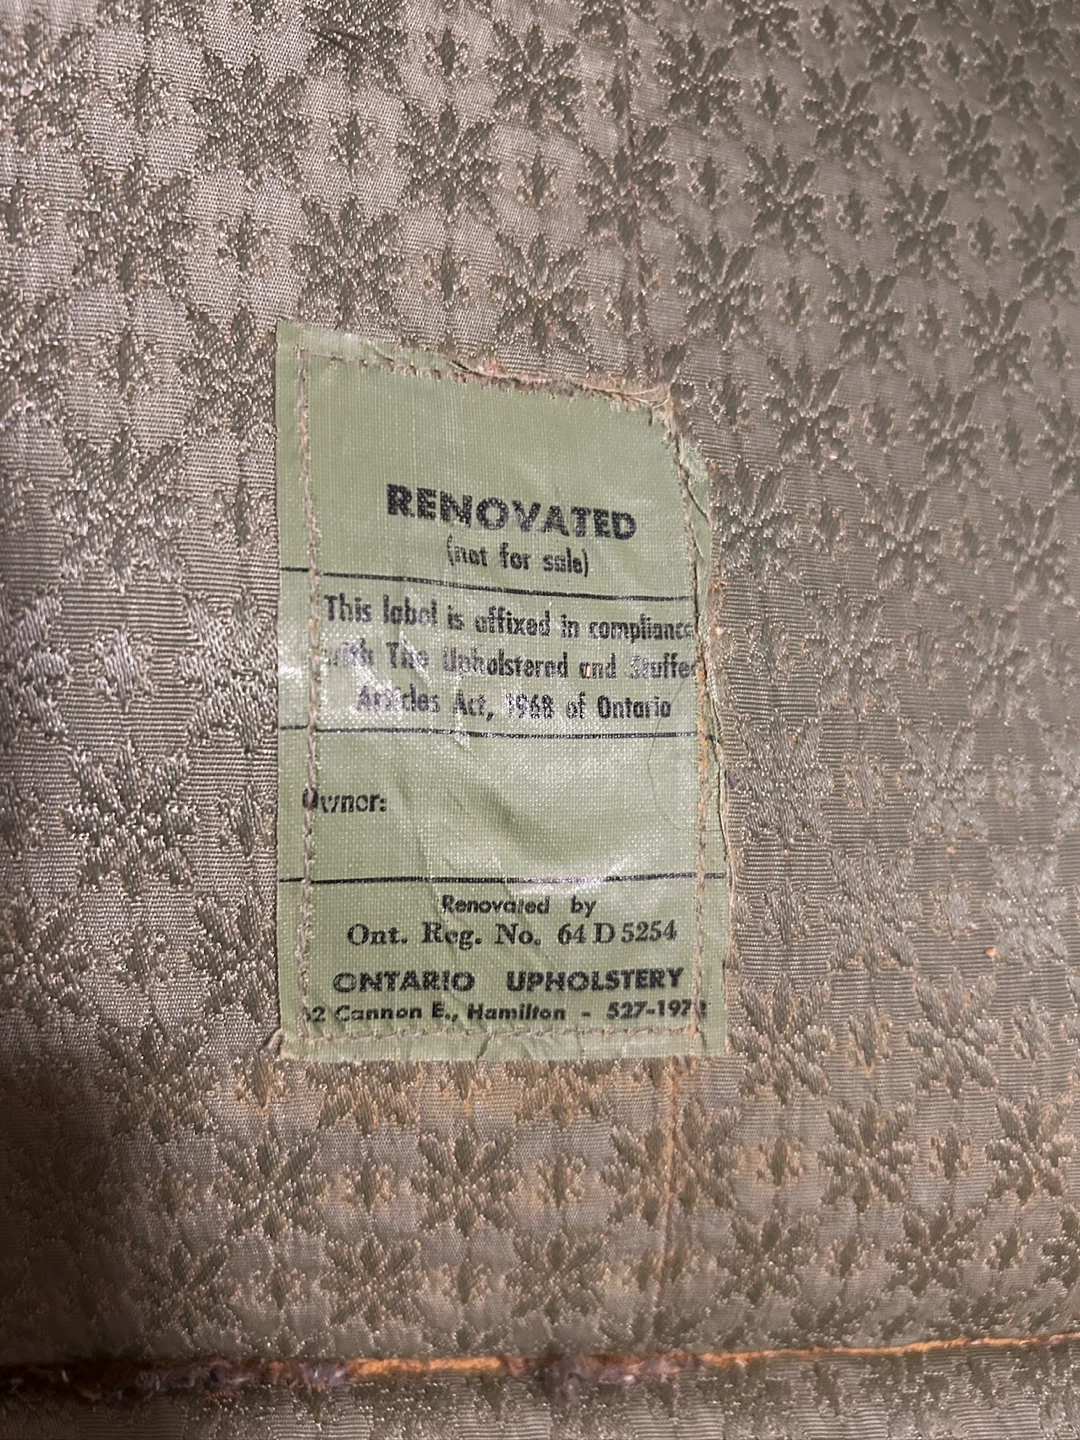 RENOVATED
(not for sale)
This label is affixed in compliance
with The Upholstered and Stuffed
Articles Act, 1968 of Ontario
Owner:
Renovated by
Ont. Reg. No. 64 D 5254
ONTARIO UPHOLSTERY
Cannon E., Hamilton -